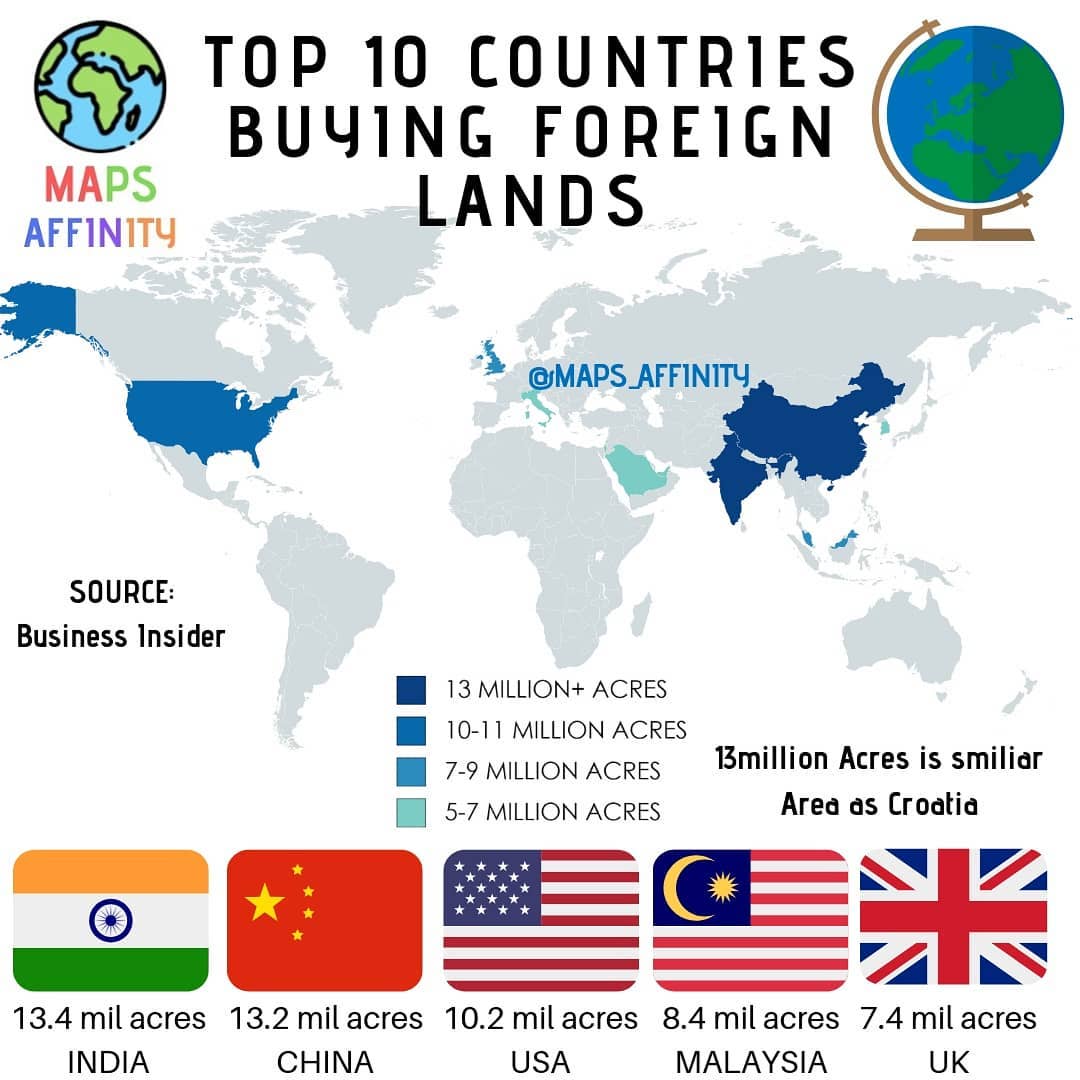 TOP 10 COUNTRIES
BUYING FOREIGN
LANDS
MAPS
AFFINITY
@MAPS_AFFINITY
SOURCE:
Business Insider
13 MILLION+ ACRES
10-11 MILLION ACRES
7-9 MILLION ACRES
5-7 MILLION ACRES
13million Acres is smiliar
Area as Croatia
13.4 mil acres
INDIA
13.2 mil acres
CHINA
10.2 mil acres
USA
8.4 mil acres
MALAYSIA
7.4 mil acres
UK